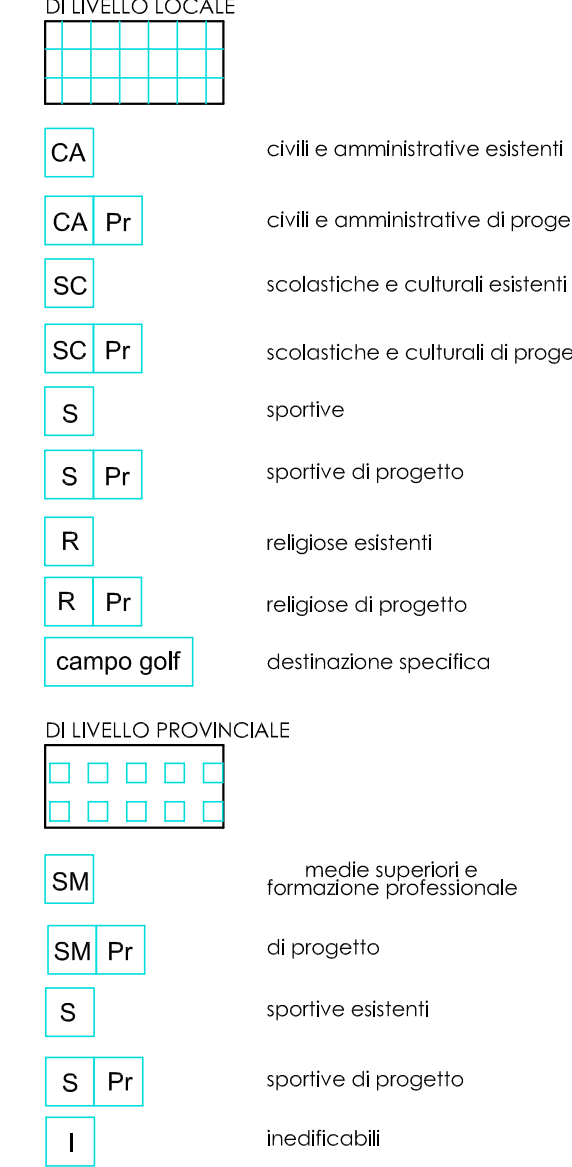 DI LIVELLO LOCALE
CA civili e amministrative esistenti
CA Pr civili e amministrative di proge
SC scolastiche e culturali esistenti
SC Pr scolastiche e culturali di proge
S sportive
S Pr sportive di progetto
R religiose esistenti
R Pr religiose di progetto
campo golf destinazione specifica
DI LIVELLO PROVINCIALE
SM medie superiori e
formazione professionale
SM Pr di progetto
S sportive esistenti
S Pr sportive di progetto
I inedificabili